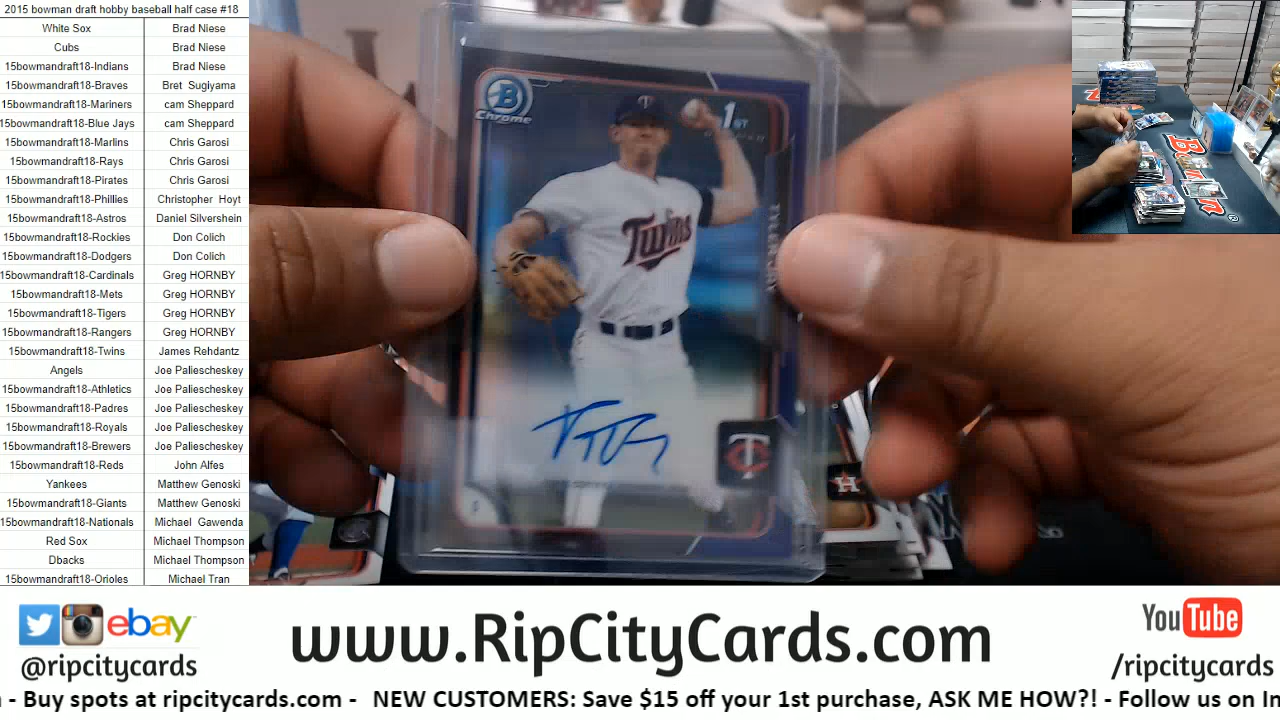 2015 bowman draft hobby baseball half case #18
White Sox Brad Niese
Cubs Brad Niese
15bowmandraft18-Indians Brad Niese
15bowmandraft18-Braves Bret Sugiyama
15bowmandraft18-Mariners cam Sheppard
15bowmandraft18-Blue Jays cam Sheppard
15bowmandraft18-Marlins Chris Garosi
15bowmandraft18-Rays Chris Garosi
15bowmandraft18-Pirates Chris Garosi
15bowmandraft18-Phillies Christopher Hoyt
15bowmandraft18-Astros Daniel Silvershein
15bowmandraft18-Rockies Don Colich
15bowmandraft18-Dodgers Don Colich
15bowmandraft18-Cardinals Greg HORNBY
15bowmandraft18-Mets Greg HORNBY
15bowmandraft18-Tigers Greg HORNBY
15bowmandraft18-Rangers Greg HORNBY
15bowmandraft18-Twins James Rehdantz
Angels Joe Paliescheskey
15bowmandraft18-Athletics Joe Paliescheskey
15bowmandraft18-Padres Joe Paliescheskey
15bowmandraft18-Royals Joe Paliescheskey
15bowmandraft18-Brewers Joe Paliescheskey
15bowmandraft18-Reds John Alfes
Yankees Matthew Genoski
15bowmandraft18-Giants Matthew Genoski
15bowmandraft18-Nationals Michael Gawenda
Red Sox Michael Thompson
Dbacks Michael Thompson
15bowmandraft18-Orioles Michael Tran
B
Chrome
1ST
Twins
TC
H
ebay
@ripcitycards
www.RipCityCards.com
YouTube
/ripcitycards
- Buy spots at ripcitycards.com - NEW CUSTOMERS: Save $15 off your 1st purchase, ASK ME HOW?! - Follow us on